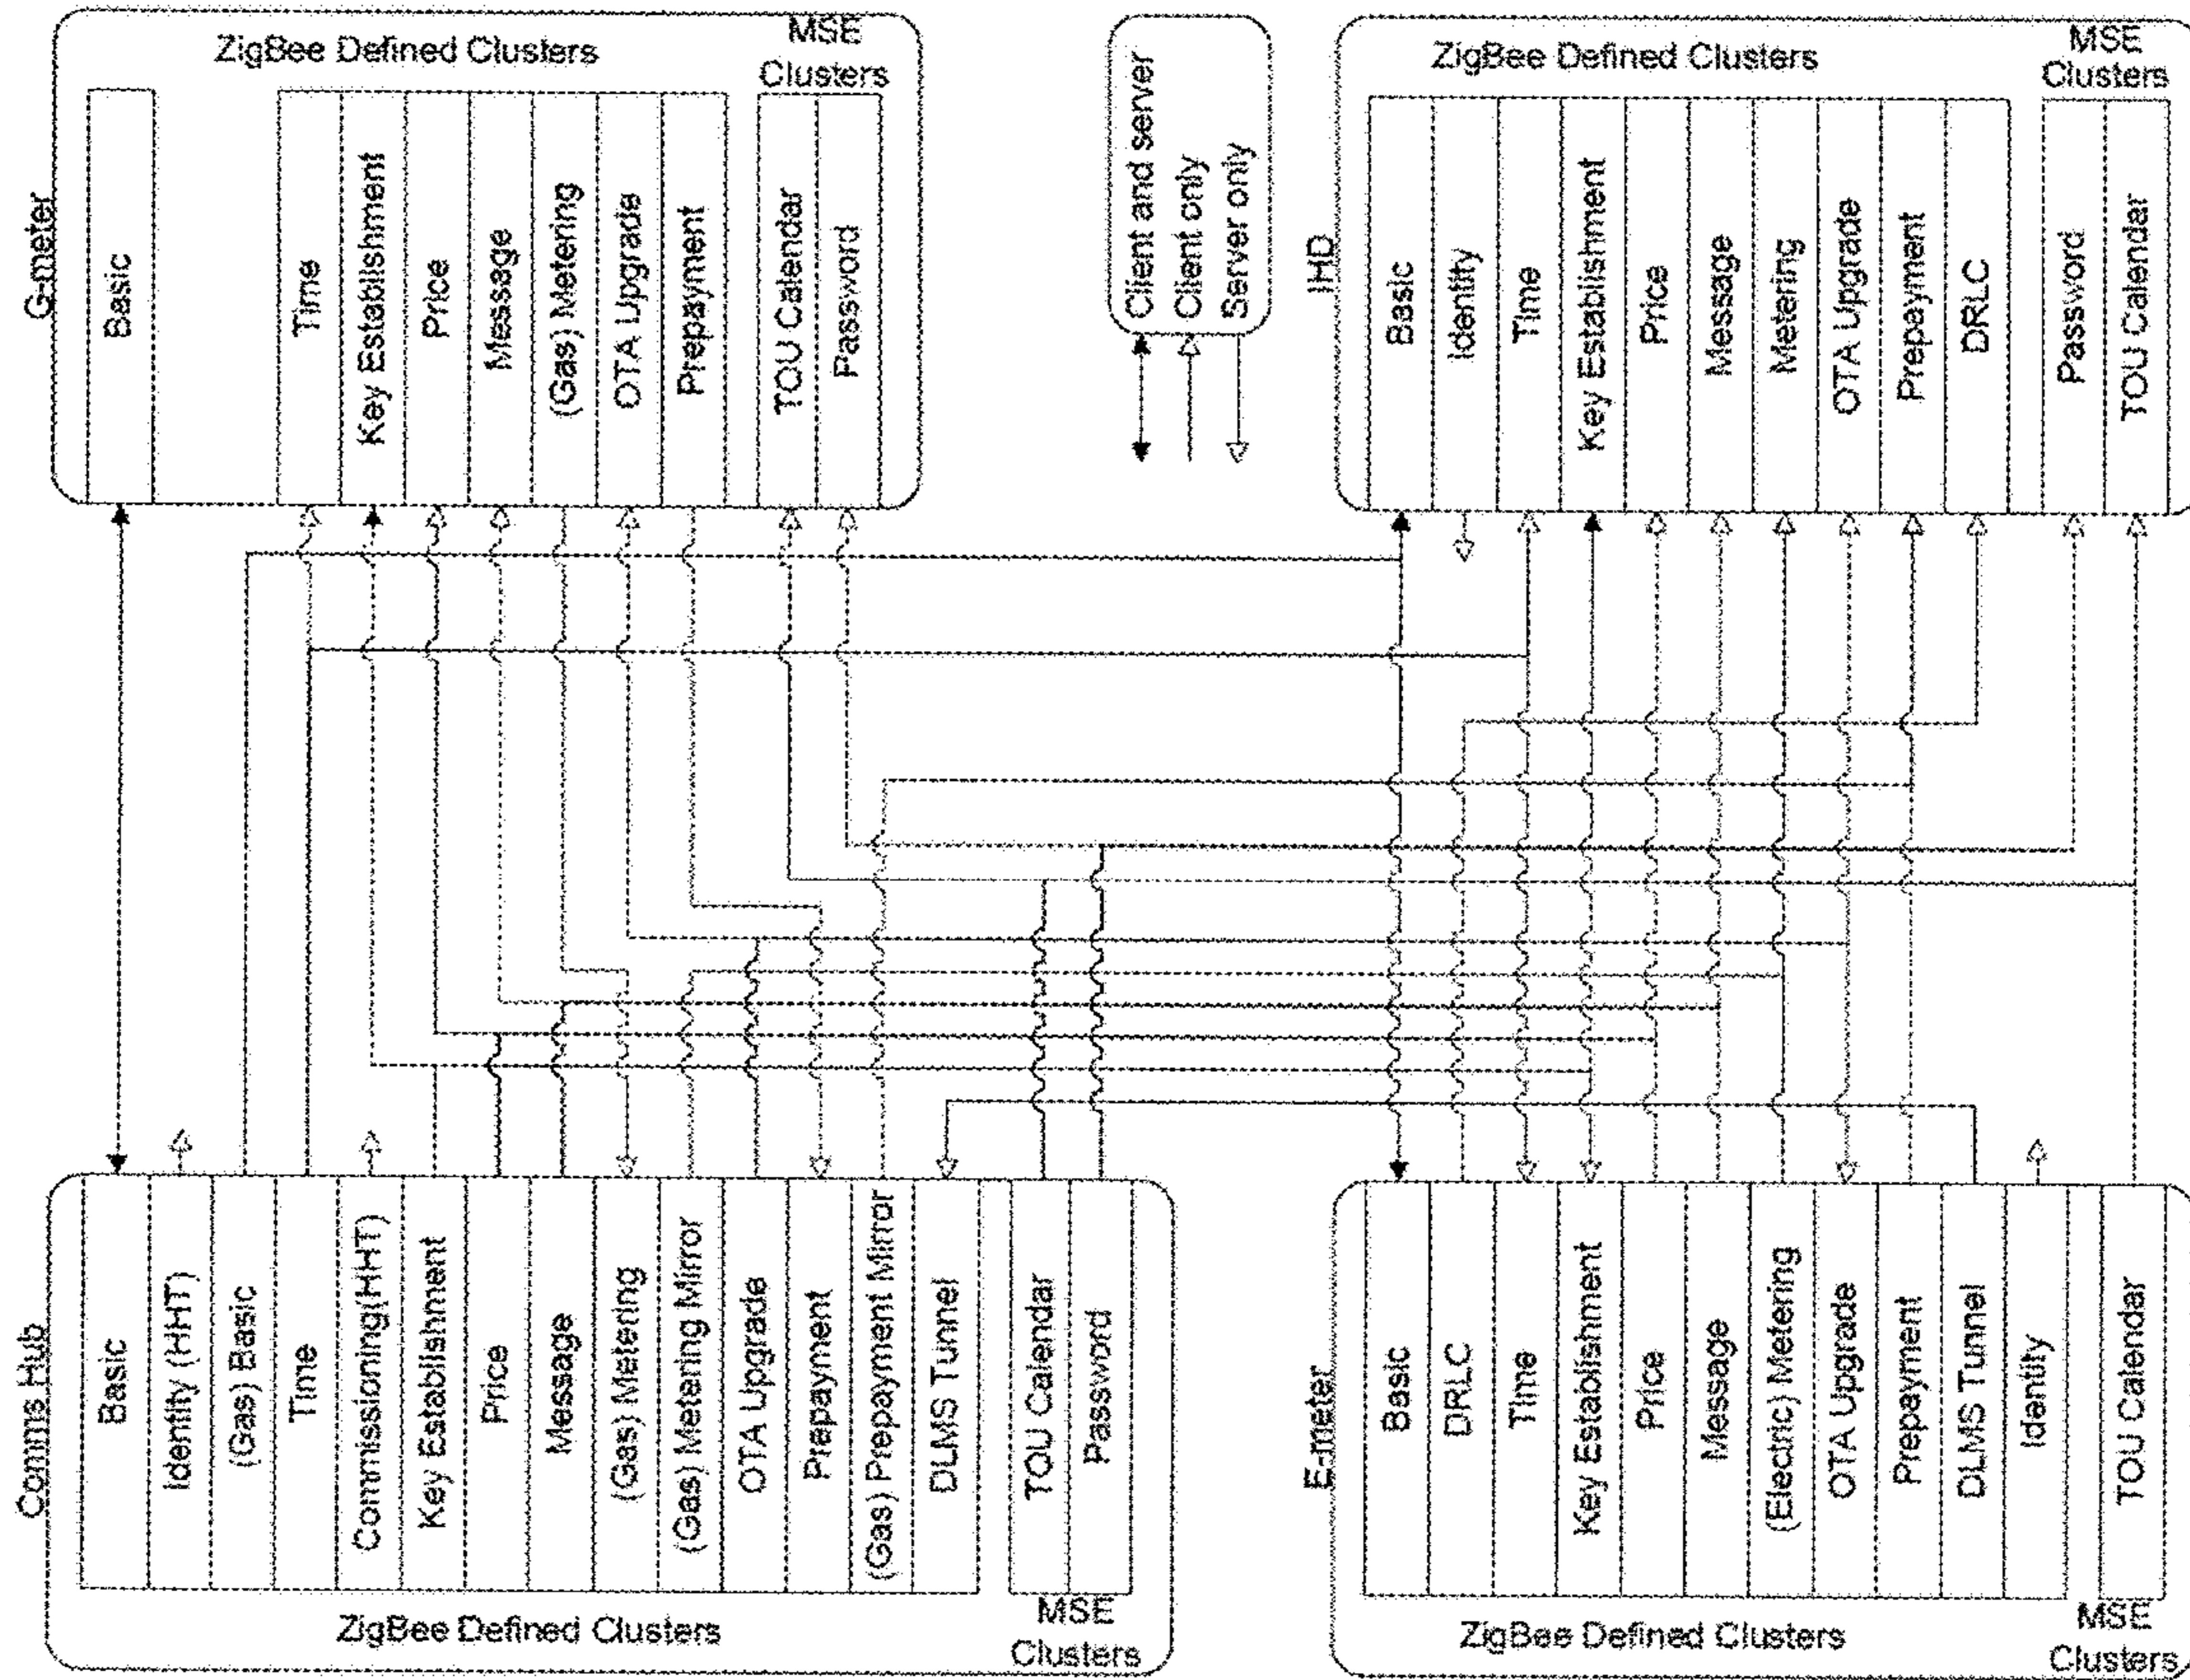 Comms Hub
ZigBee Defined Clusters
Basic
Identity (HHT)
(Gas) Basic
Time
Commissioning(HHT)
Key Establishment
Price
Message
(Gas) Metering
(Gas) Metering Mirror
OTA Upgrade
Prepayment
(Gas) Prepayment Mirror
DLMS Tunnel
MSE
Clusters
TOU Calendar
Password
G-meter
ZigBee Defined Clusters
Basic
Time
Key Establishment
Price
Message
(Gas) Metering
OTA Upgrade
Prepayment
MSE
Clusters
TOU Calendar
Password
Client and server
Client only
Server only
E-meter
ZigBee Defined Clusters
Basic
DRLC
Time
Key Establishment
Price
Message
(Electric) Metering
OTA Upgrade
Prepayment
DLMS Tunnel
Identity
MSE
Clusters
TOU Calendar
IHD
ZigBee Defined Clusters
Basic
Identity
Time
Key Establishment
Price
Message
Metering
OTA Upgrade
Prepayment
DRLC
MSE
Clusters
Password
TOU Calendar